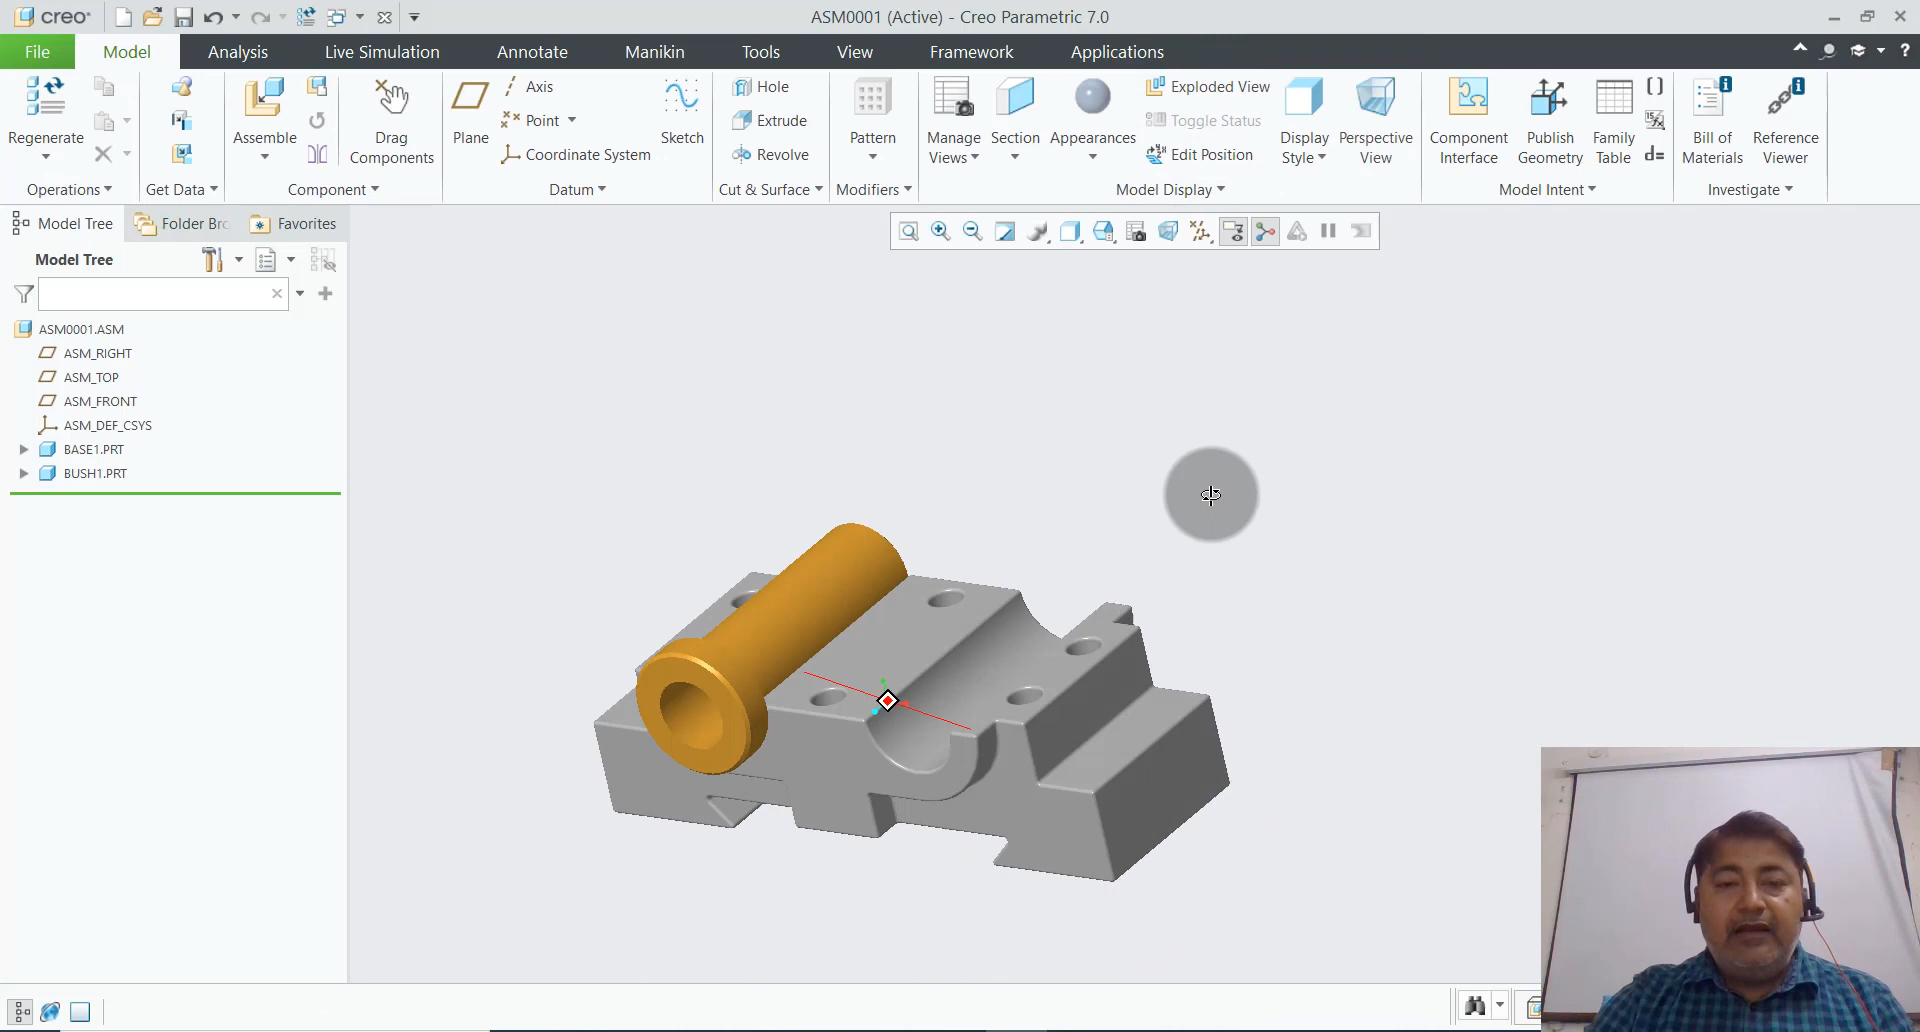 creo
ASM0001 (Active) - Creo Parametric 7.0
File Model Analysis Live Simulation Annotate Manikin Tools View Framework Applications
Regenerate
Operations
Get Data
Assemble
Drag
Components
Component
Plane
Axis
Point
Coordinate System
Sketch
Datum
Hole
Extrude
Revolve
Cut & Surface
Pattern
Modifiers
Manage
Views
Section
Appearances
Exploded View
Toggle Status
Edit Position
Display
Style
Perspective
View
Model Display
Component
Interface
Publish
Geometry
Family
Table
d=
Model Intent
Bill of
Materials
Reference
Viewer
Investigate
Model Tree Folder Bro Favorites
Model Tree
ASM0001.ASM
ASM_RIGHT
ASM_TOP
ASM_FRONT
ASM_DEF_CSYS
BASE1.PRT
BUSH1.PRT